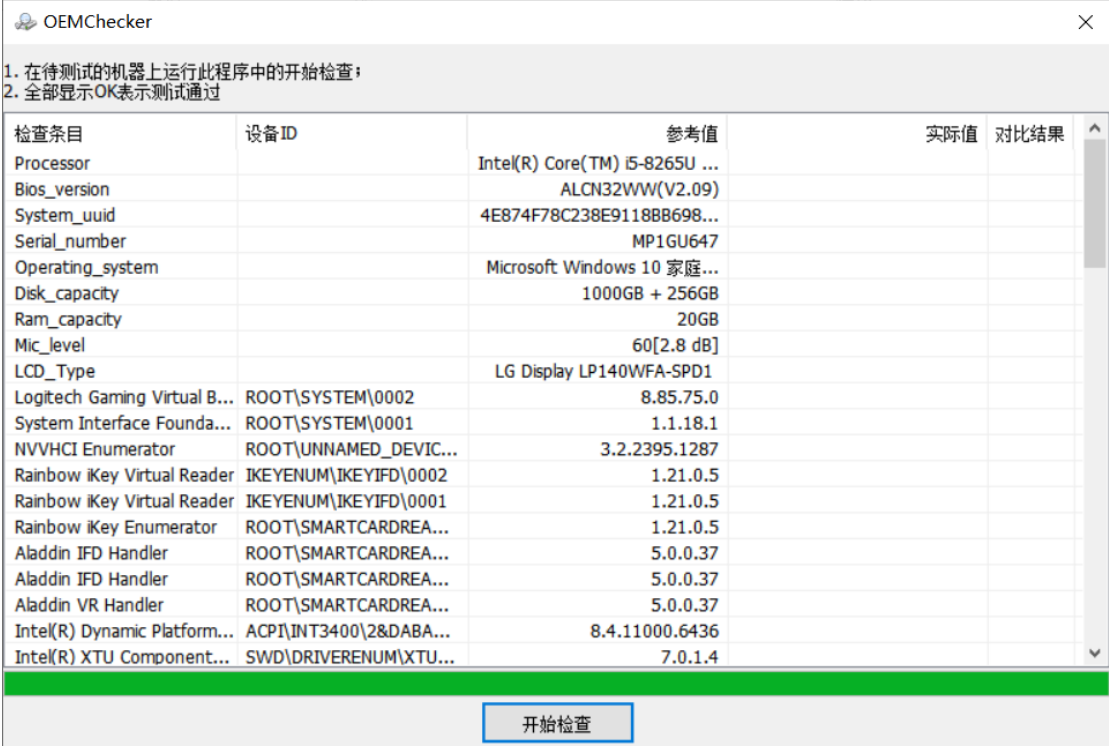 OEMChecker
1. 在待测试的机器上运行此程序中的开始检查；
2. 全部显示OK表示测试通过
检查条目 设备ID 参考值 实际值 对比结果
Processor Intel(R) Core(TM) i5-8265U ...
Bios_version ALCN32WW(V2.09)
System_uuid 4E874F78C238E9118BB698...
Serial_number MP1GU647
Operating_system Microsoft Windows 10 家庭...
Disk_capacity 1000GB + 256GB
Ram_capacity 20GB
Mic_level 60[2.8 dB]
LCD_Type LG Display LP140WFA-SPD1
Logitech Gaming Virtual B... ROOT\SYSTEM\0002 8.85.75.0
System Interface Founda... ROOT\SYSTEM\0001 1.1.18.1
NVVHCI Enumerator ROOT\UNNAMED_DEVIC... 3.2.2395.1287
Rainbow iKey Virtual Reader IKEYENUM\IKEYIFD\0002 1.21.0.5
Rainbow iKey Virtual Reader IKEYENUM\IKEYIFD\0001 1.21.0.5
Rainbow iKey Enumerator ROOT\SMARTCARDREA... 1.21.0.5
Aladdin IFD Handler ROOT\SMARTCARDREA... 5.0.0.37
Aladdin IFD Handler ROOT\SMARTCARDREA... 5.0.0.37
Aladdin VR Handler ROOT\SMARTCARDREA... 5.0.0.37
Intel(R) Dynamic Platform... ACPI\INT3400\2&DABA... 8.4.11000.6436
Intel(R) XTU Component... SWD\DRIVERENUM\XTU... 7.0.1.4
开始检查